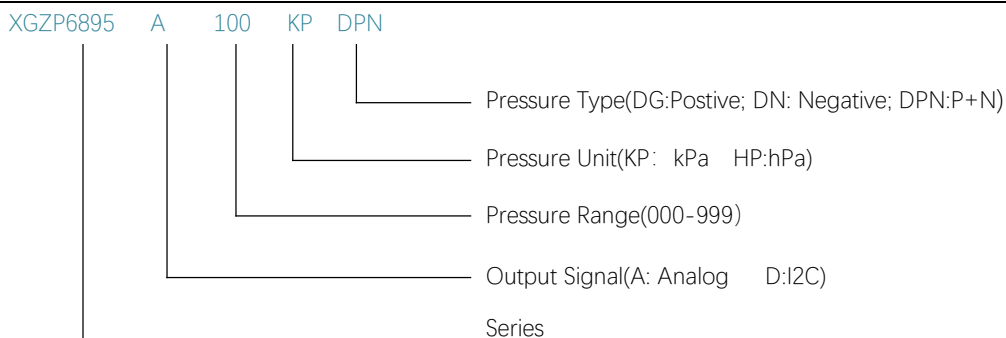 XGZP6895 A 100 KP DPN
Pressure Type(DG:Postive; DN: Negative; DPN:P+N)
Pressure Unit(KP： kPa HP:hPa)
Pressure Range(000-999）
Output Signal(A: Analog D:I2C)
Series